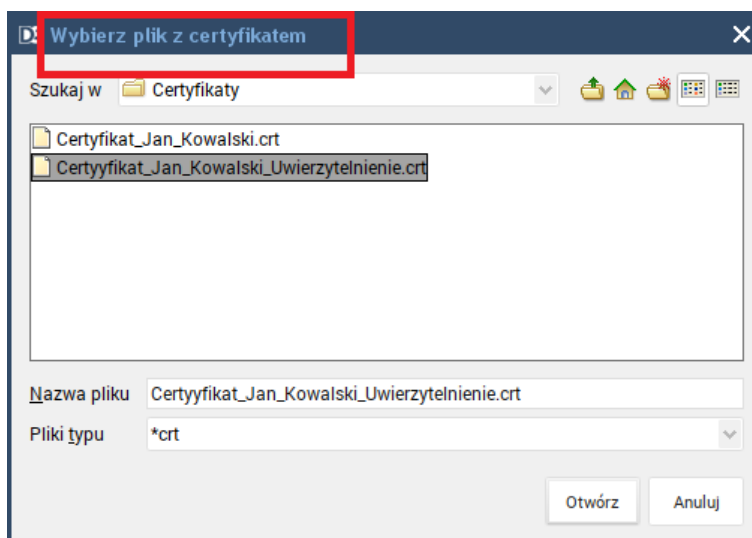 Wybierz plik z certyfikatem
Szukaj w Certyfikaty
Certyfikat_Jan_Kowalski.crt
Certyyfikat_Jan_Kowalski_Uwierzytelnienie.crt
Nazwa pliku Certyyfikat_Jan_Kowalski_Uwierzytelnienie.crt
Pliki typu *crt
Otwórz Anuluj